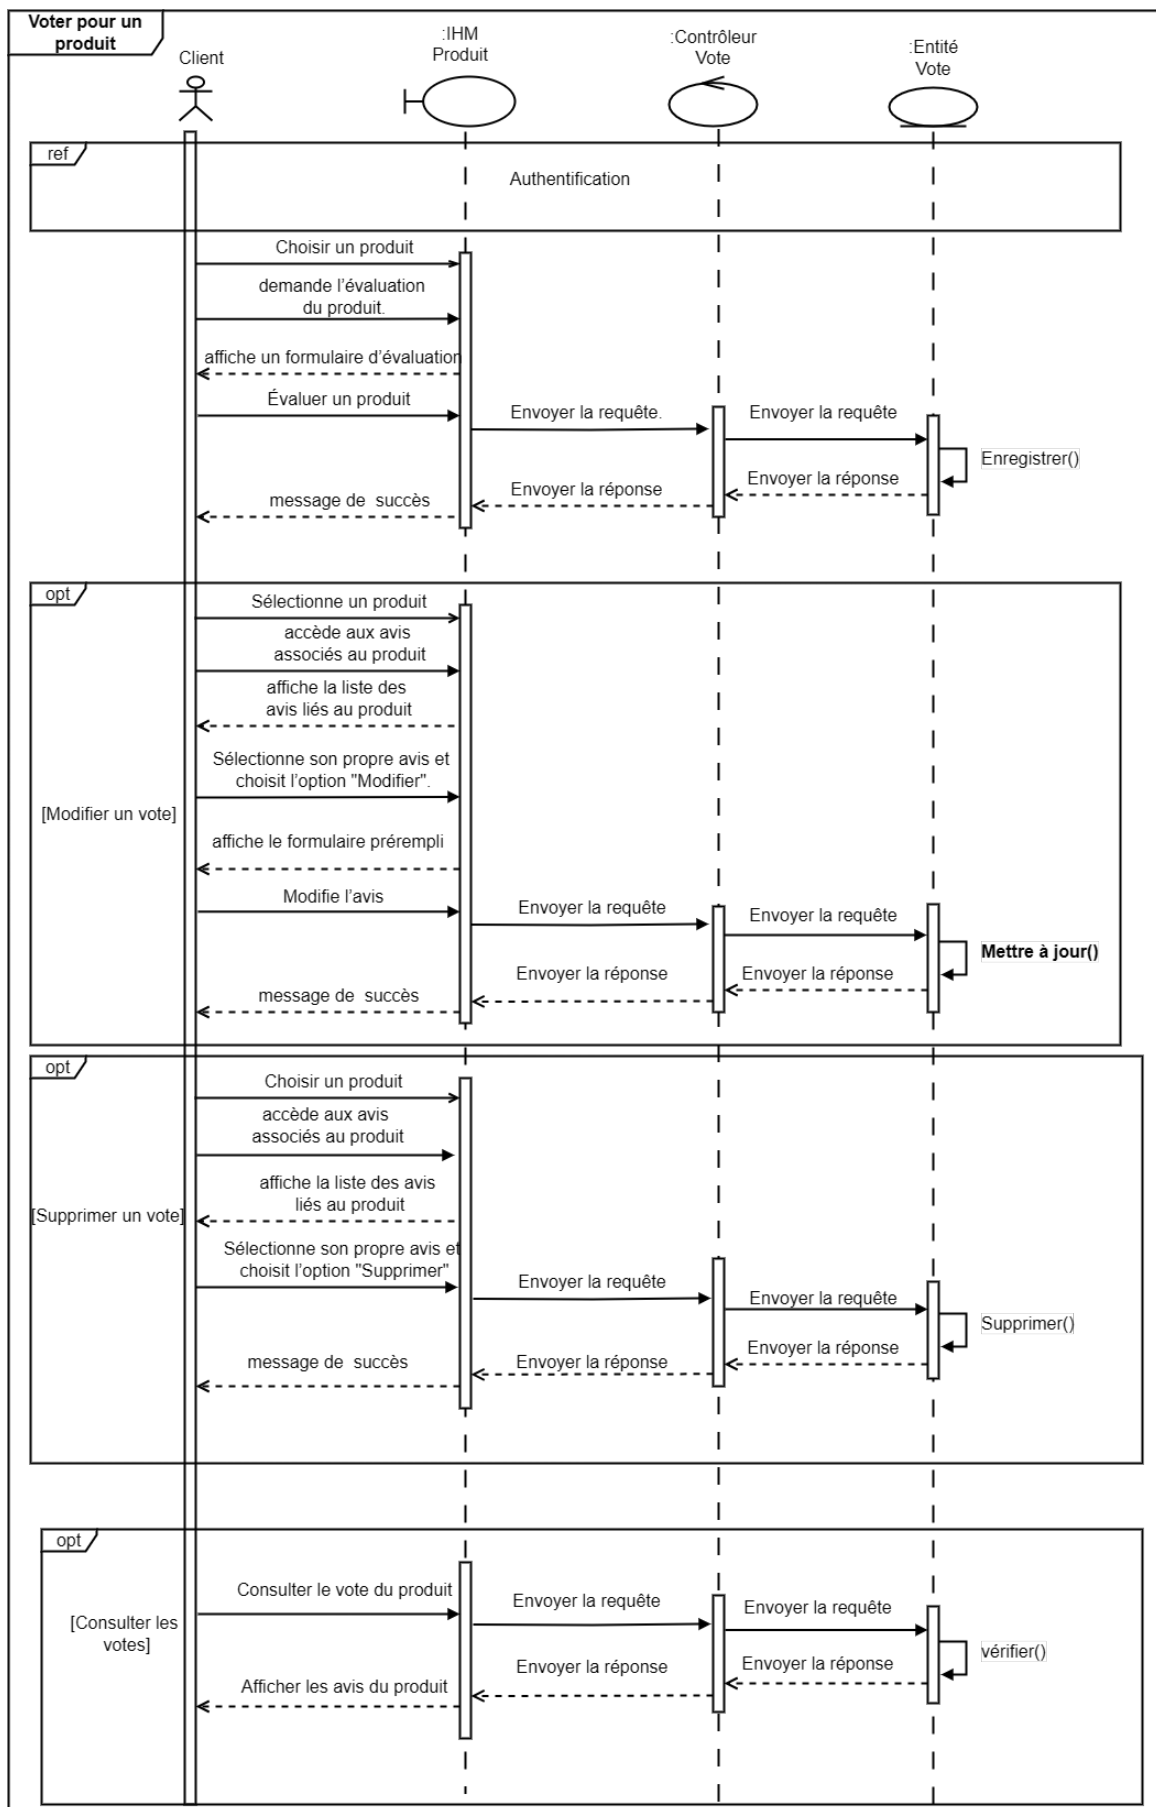 Voter pour un
produit
Client
:IHM
Produit
:Contrôleur
Vote
:Entité
Vote
ref
Authentification
Choisir un produit
demande l'évaluation
du produit.
affiche un formulaire d'évaluation
Évaluer un produit
Envoyer la requête.
Envoyer la requête
Enregistrer()
Envoyer la réponse
Envoyer la réponse
message de  succès
opt
Sélectionne un produit
accède aux avis
associés au produit
affiche la liste des
avis liés au produit
Sélectionne son propre avis et
choisit l'option "Modifier".
[Modifier un vote]
affiche le formulaire prérempli
Modifie l'avis
Envoyer la requête
Envoyer la requête
Mettre à jour()
Envoyer la réponse
Envoyer la réponse
message de  succès
opt
Choisir un produit
accède aux avis
associés au produit
affiche la liste des avis
liés au produit
[Supprimer un vote]
Sélectionne son propre avis et
choisit l'option "Supprimer"
Envoyer la requête
Envoyer la requête
Supprimer()
Envoyer la réponse
Envoyer la réponse
message de  succès
opt
Consulter le vote du produit
Envoyer la requête
Envoyer la requête
[Consulter les
votes]
vérifier()
Envoyer la réponse
Envoyer la réponse
Afficher les avis du produit